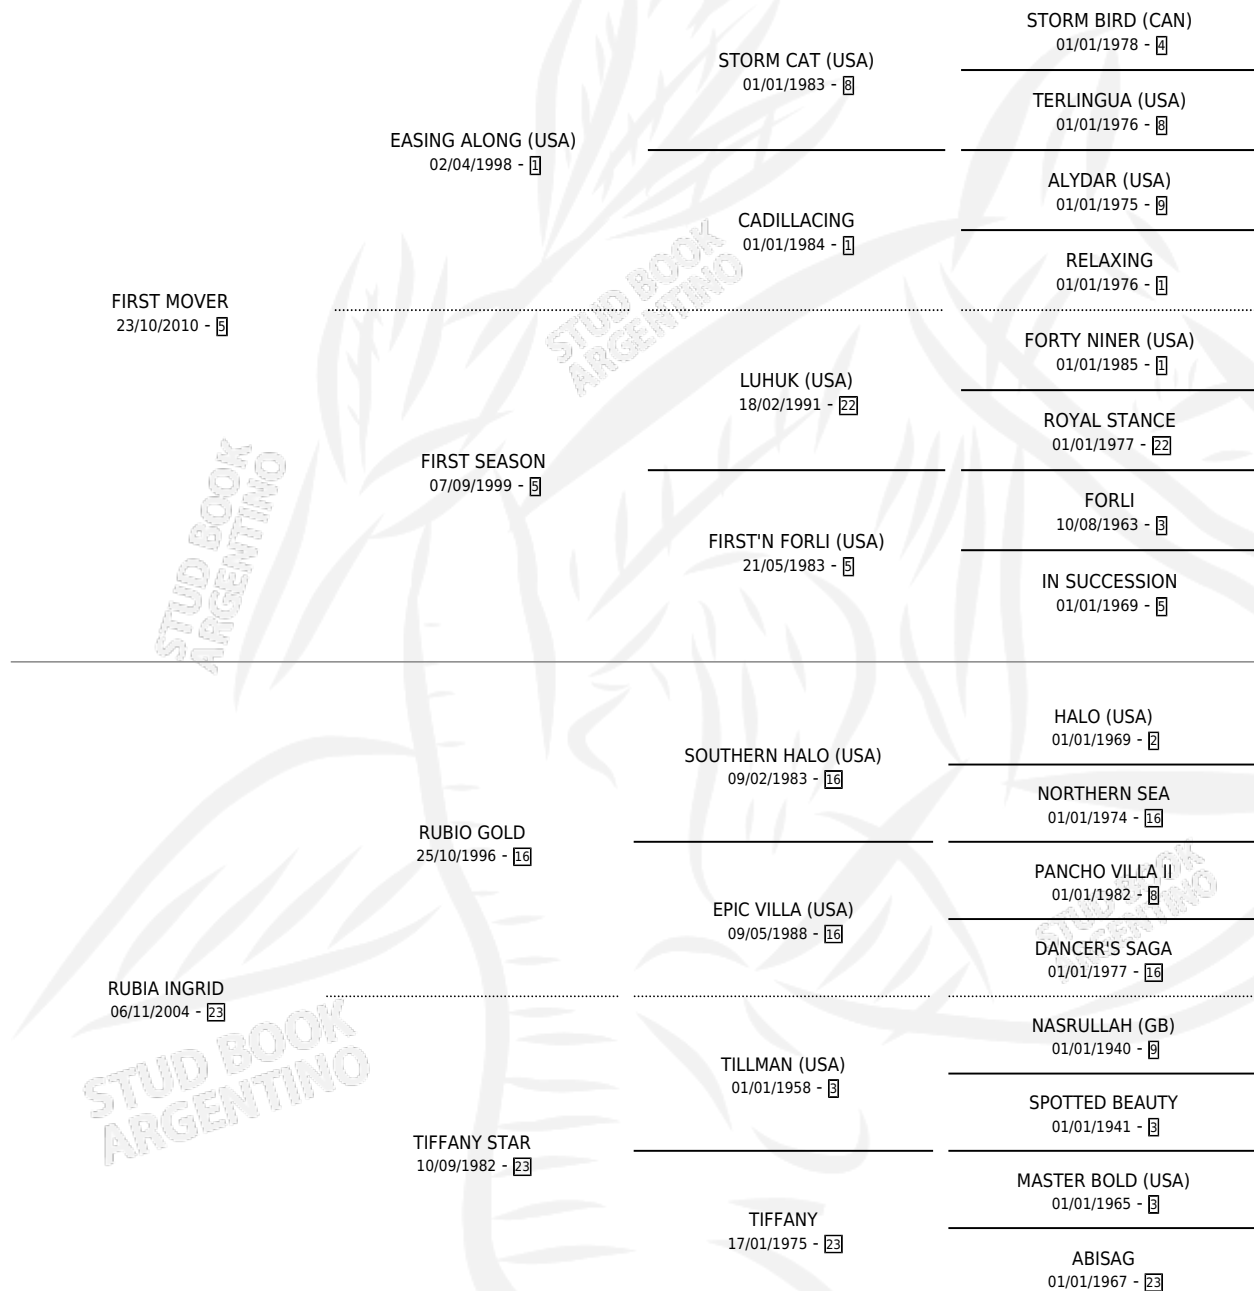 STORM BIRD (CAN)
01/01/1978 - 4
STORM CAT (USA)
01/01/1983 - 8
TERLINGUA (USA)
01/01/1976 - 8
EASING ALONG (USA)
02/04/1998 - 1
ALYDAR (USA)
01/01/1975 - 9
CADILLACING
01/01/1984 - 1
RELAXING
01/01/1976 - 1
FIRST MOVER
23/10/2010 - 5
FORTY NINER (USA)
01/01/1985 - 1
LUHUK (USA)
18/02/1991 - 22
ROYAL STANCE
01/01/1977 - 22
FIRST SEASON
07/09/1999 - 5
FORLI
10/08/1963 - 3
FIRST'N FORLI (USA)
21/05/1983 - 5
IN SUCCESSION
01/01/1969 - 5
HALO (USA)
01/01/1969 - 2
SOUTHERN HALO (USA)
09/02/1983 - 16
NORTHERN SEA
01/01/1974 - 16
RUBIO GOLD
25/10/1996 - 16
PANCHO VILLA II
01/01/1982 - 8
EPIC VILLA (USA)
09/05/1988 - 16
DANCER'S SAGA
01/01/1977 - 16
RUBIA INGRID
06/11/2004 - 23
NASRULLAH (GB)
01/01/1940 - 9
TILLMAN (USA)
01/01/1958 - 3
SPOTTED BEAUTY
01/01/1941 - 3
TIFFANY STAR
10/09/1982 - 23
MASTER BOLD (USA)
01/01/1965 - 3
TIFFANY
17/01/1975 - 23
ABISAG
01/01/1967 - 23
STUD BOOK
ARGENTINO
STUD BOOK
ARGENTINO
STUD BOOK
ARGENTINO
STUD BOOK
ARGENTINO